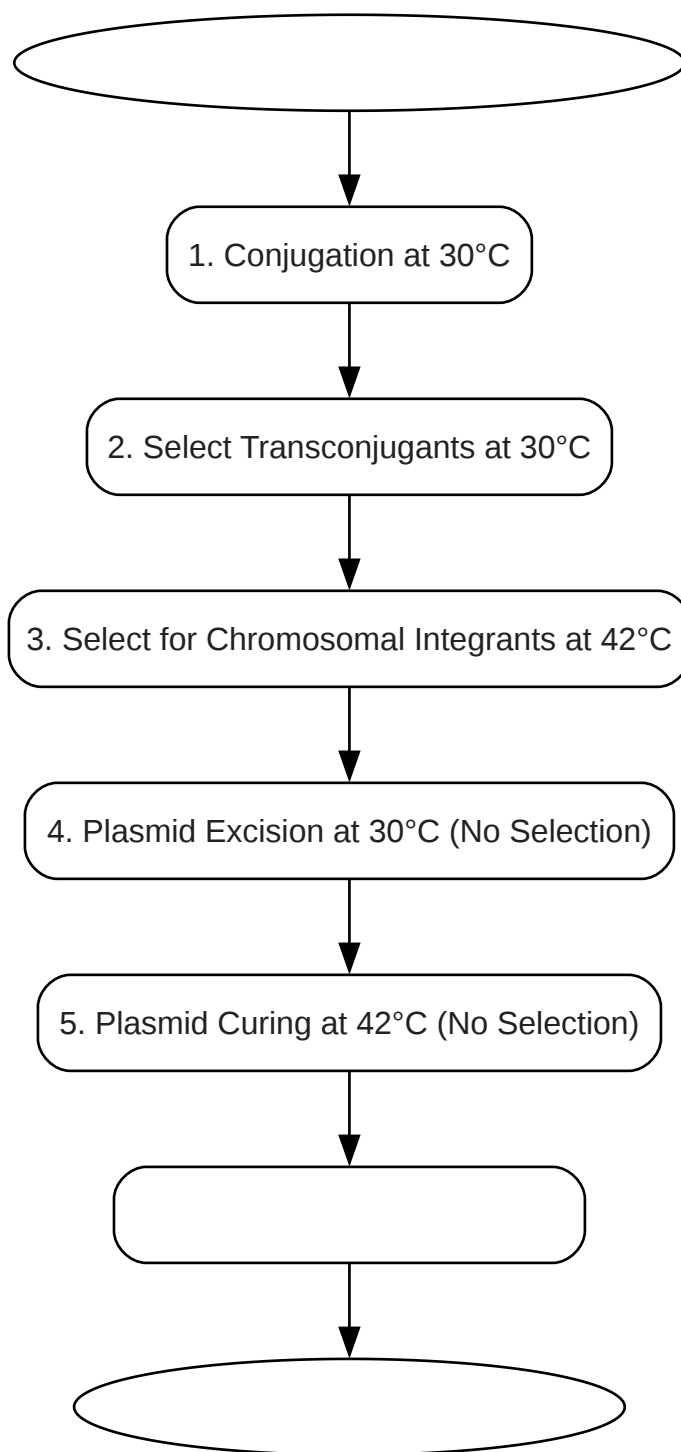 1. Conjugation at 30°C
2. Select Transconjugants at 30°C
3. Select for Chromosomal Integrants at 42°C
4. Plasmid Excision at 30°C (No Selection)
5. Plasmid Curing at 42°C (No Selection)